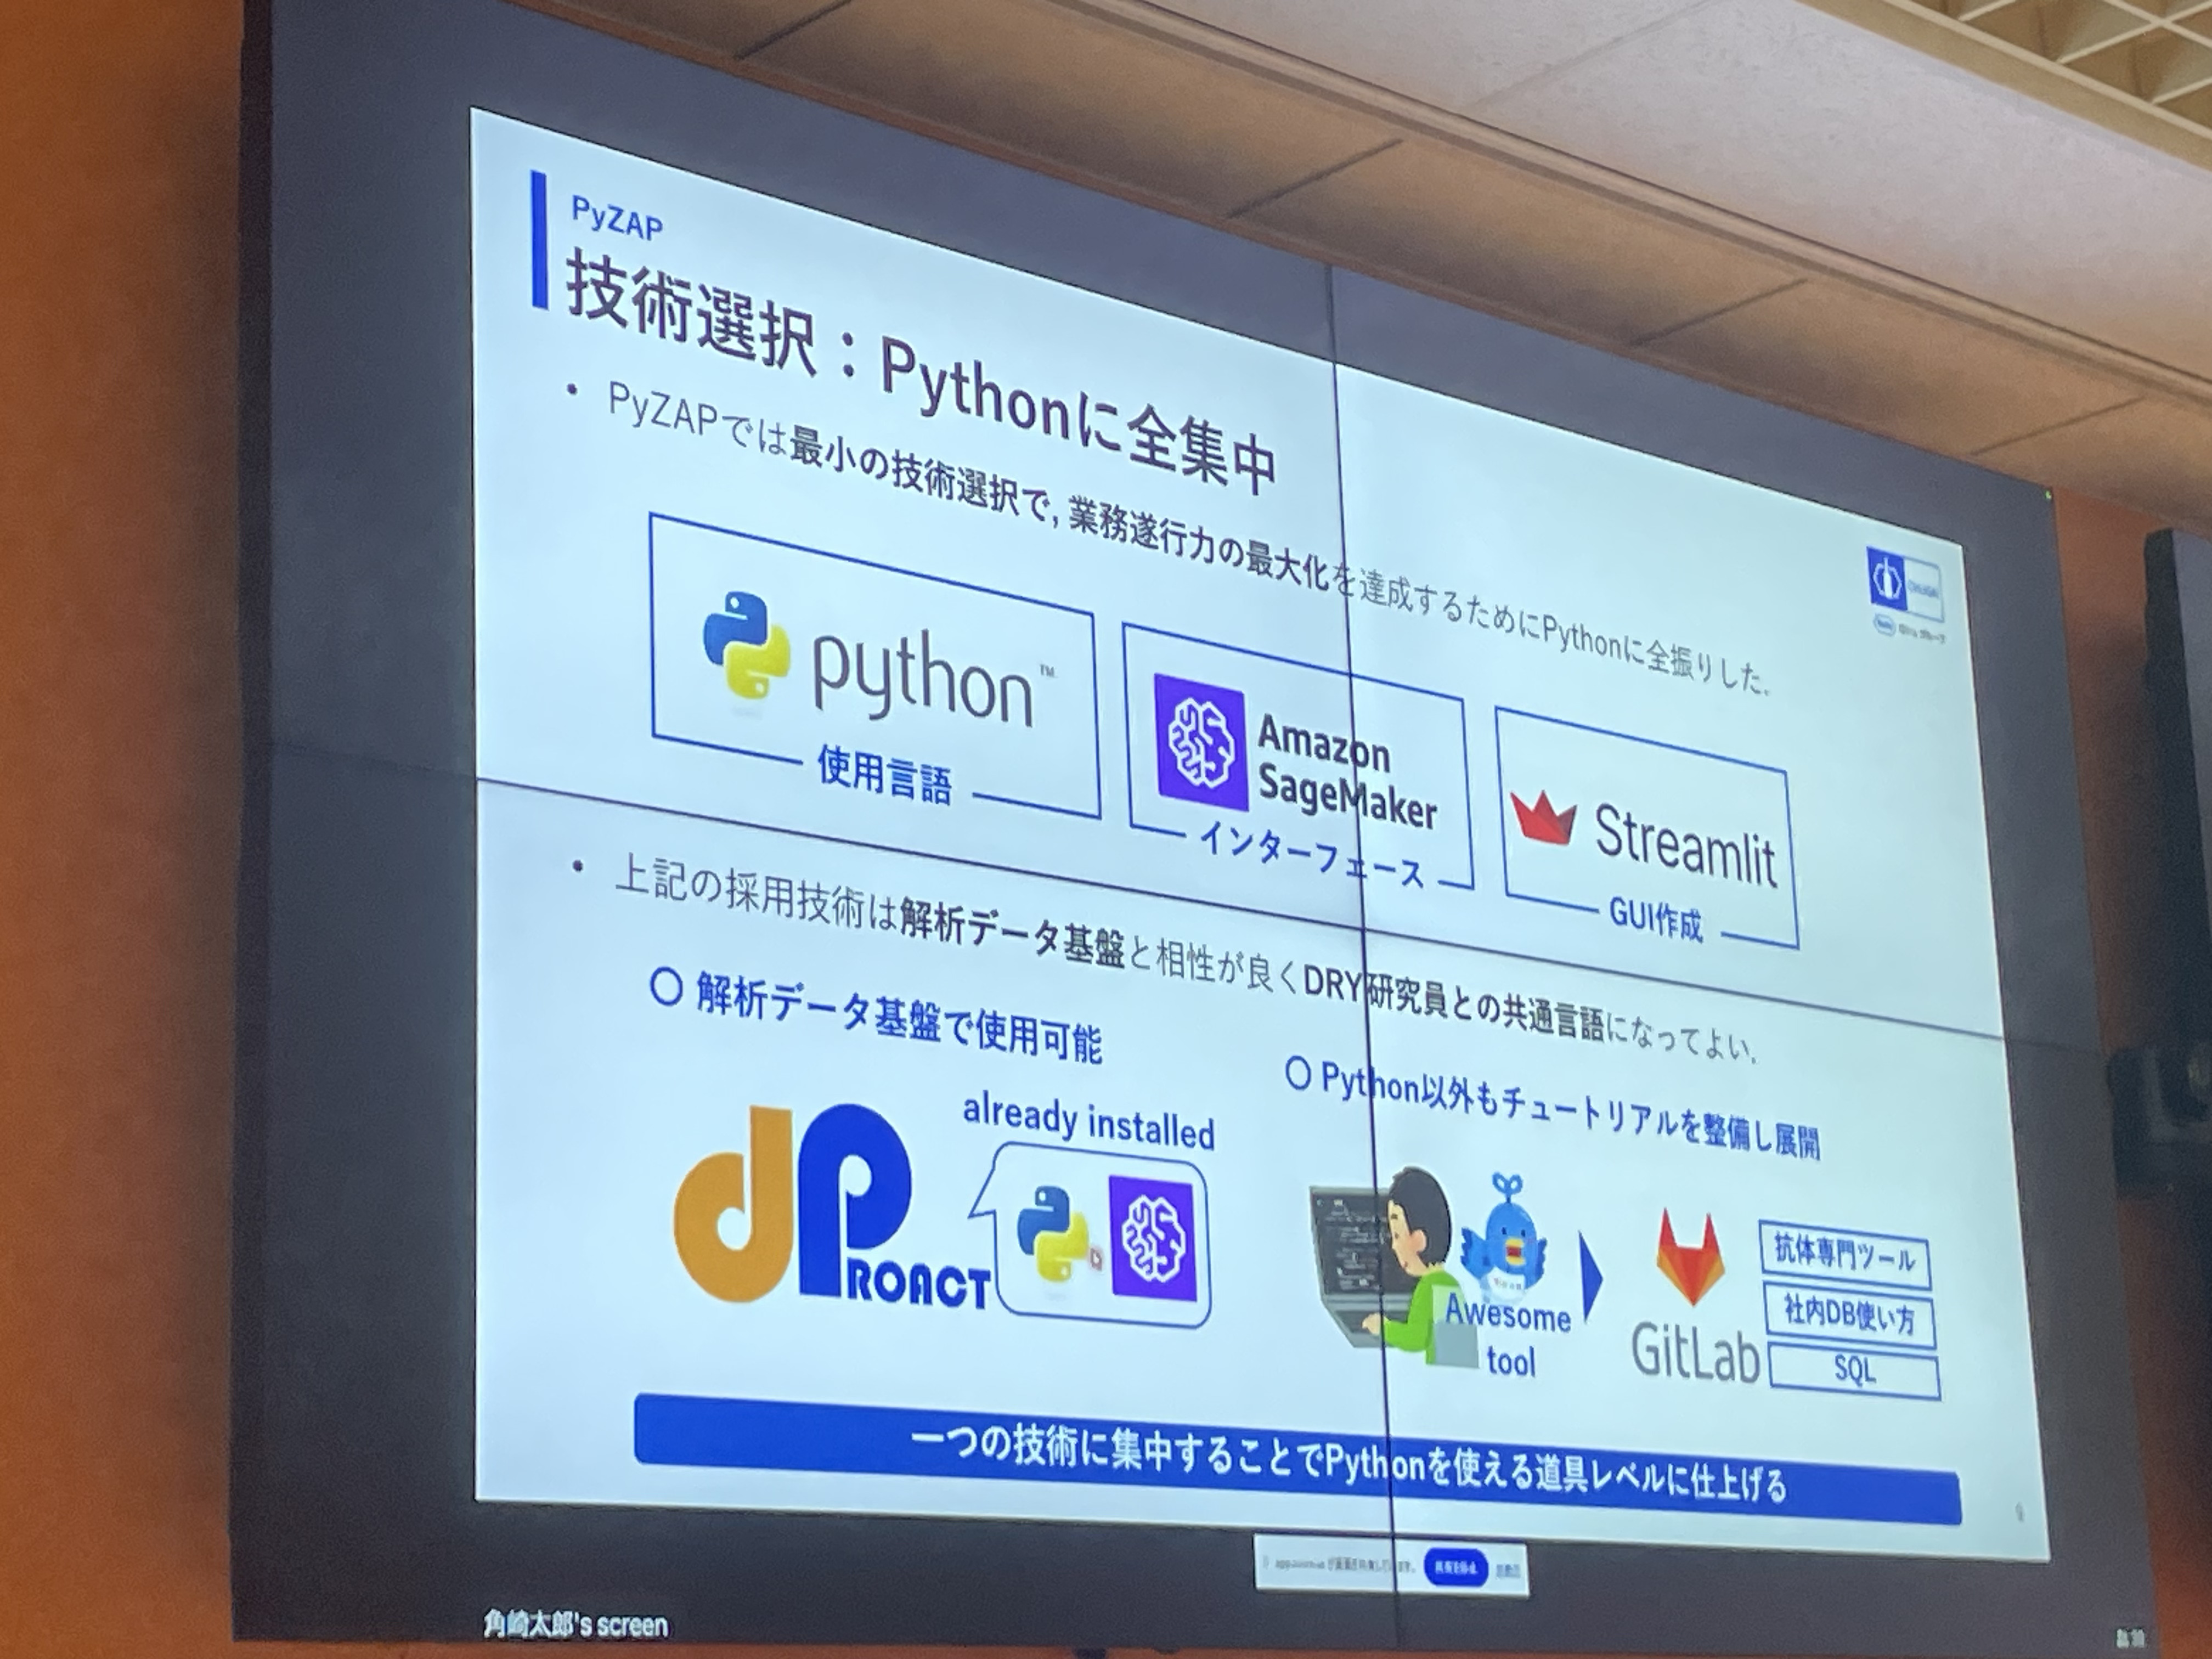 PyZAP
技術選択：Pythonに全集中
• PyZAPでは最小の技術選択で, 業務遂行力の最大化を達成するためにPythonに全振りした.
python™
使用言語
Amazon
SageMaker
インターフェース
Streamlit
GUI作成
• 上記の採用技術は解析データ基盤と相性が良くDRY研究員との共通言語になってよい.
〇 解析データ基盤で使用可能
already installed
dPROACT
〇 Python以外もチュートリアルを整備し展開
Awesome
tool
GitLab
抗体専門ツール
社内DB使い方
SQL
一つの技術に集中することでPythonを使える道具レベルに仕上げる
角崎太郎's screen